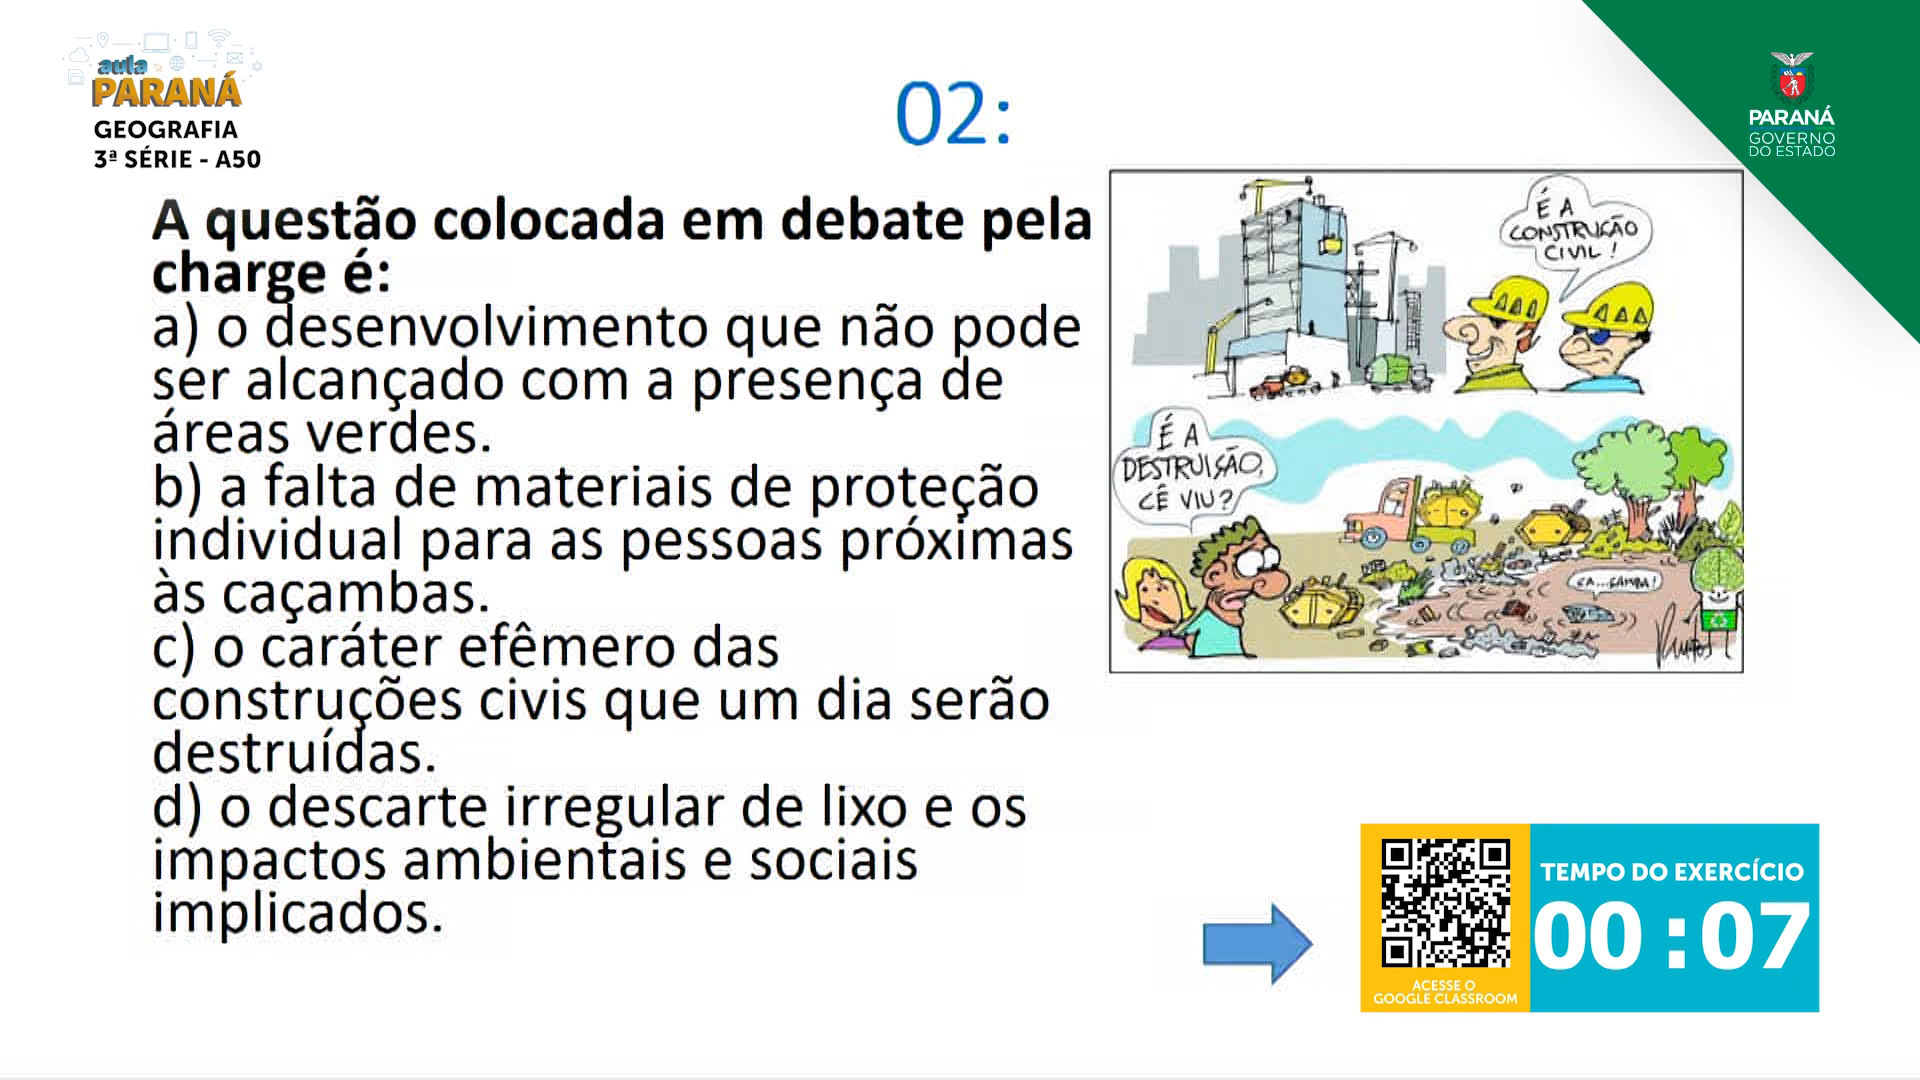 aula
PARANÁ
GEOGRAFIA
3ª SÉRIE - A50
02:
PARANÁ
GOVERNO
DO ESTADO
A questão colocada em debate pela
charge é:
a) o desenvolvimento que não pode
ser alcançado com a presença de
áreas verdes.
b) a falta de materiais de proteção
individual para as pessoas próximas
às caçambas.
c) o caráter efêmero das
construções civis que um dia serão
destruídas.
d) o descarte irregular de lixo e os
impactos ambientais e sociais
implicados.
É A
CONSTRUÇÃO
CIVIL!
É A
DESTRUIÇÃO,
CÊ VIU?
CA...ÇAMBA!
TEMPO DO EXERCÍCIO
00:07
ACESSE O
GOOGLE CLASSROOM